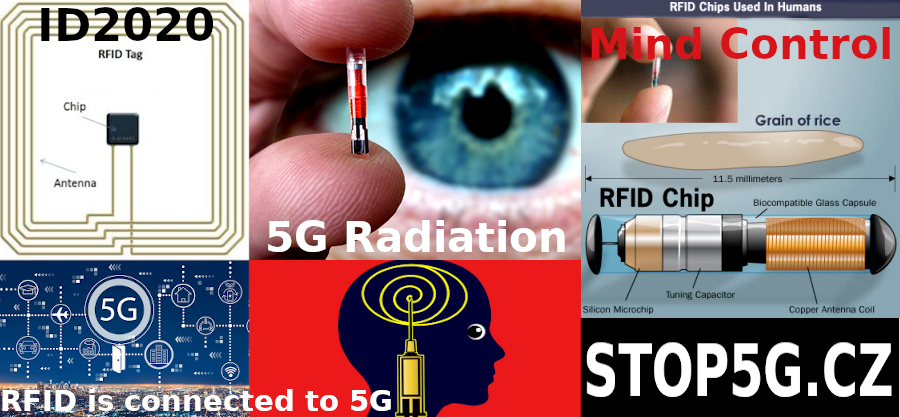 ID2020
RFID Tag
Chip
Antenna
5G Radiation
RFID Chips Used In Humans
Mind Control
Grain of rice
11.5 millimeters
RFID Chip
Biocompatible Glass Capsule
Tuning Capacitor
Silicon Microchip
Copper Antenna Coil
5G
RFID is connected to 5G
STOP5G.CZ